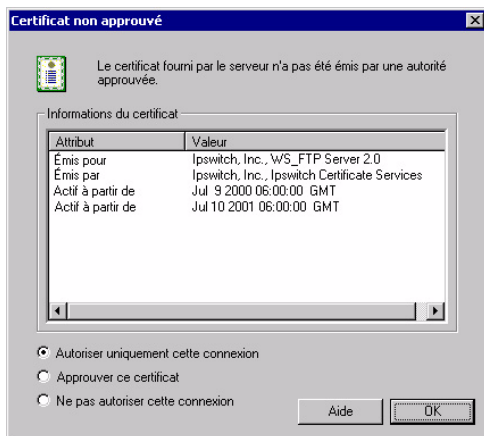 Certificat non approuvé
Le certificat fourni par le serveur n'a pas été émis par une autorité
approuvée.
Informations du certificat
Attribut Valeur
Émis pour Ipswitch, Inc., WS_FTP Server 2.0
Émis par Ipswitch, Inc., Ipswitch Certificate Services
Actif à partir de Jul 9 2000 06:00:00 GMT
Actif à partir de Jul 10 2001 06:00:00 GMT
Autoriser uniquement cette connexion
Approuver ce certificat
Ne pas autoriser cette connexion
Aide OK